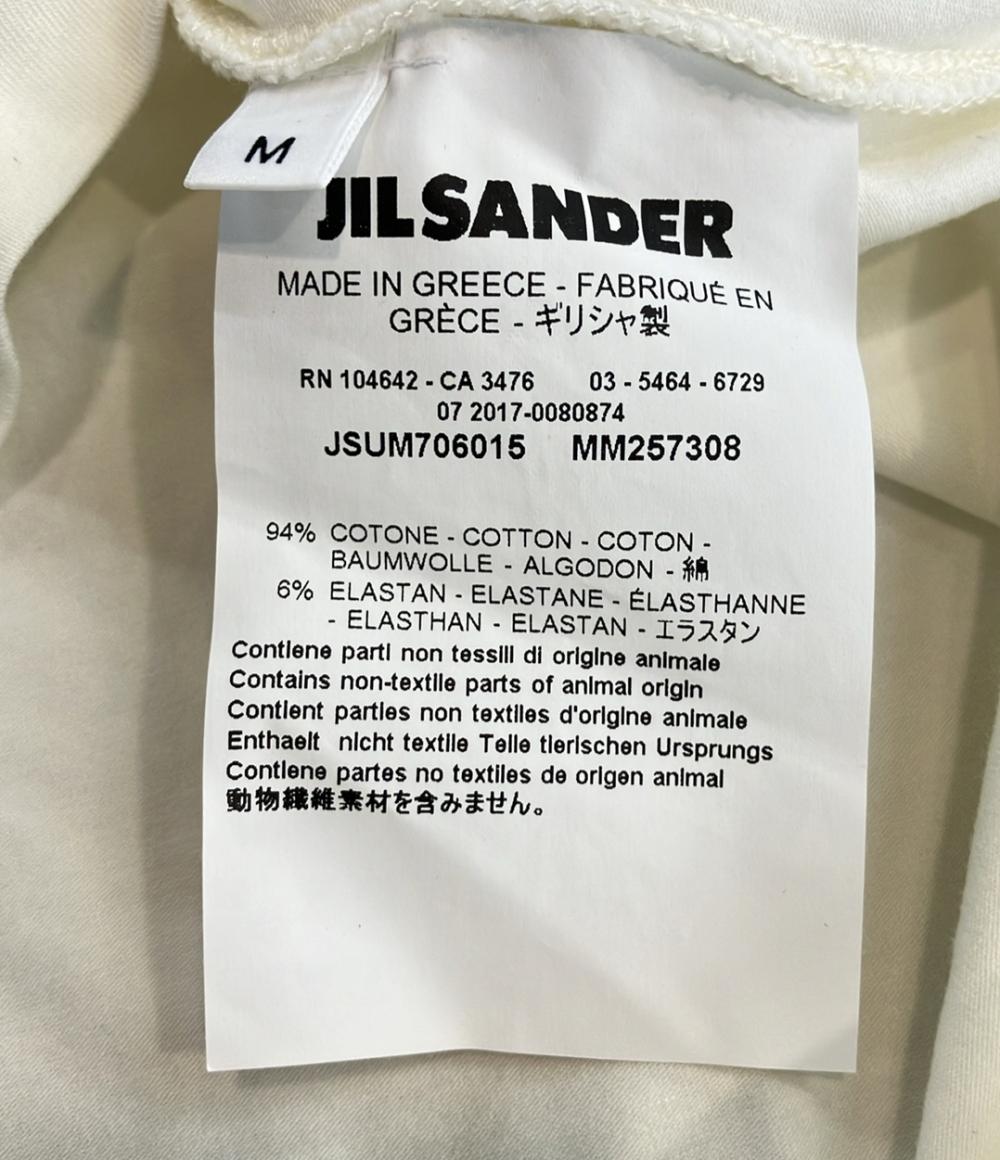 M
JIL SANDER
MADE IN GREECE - FABRIQUÉ EN
GRÈCE - ギリシャ製
RN 104642 - CA 3476 03 - 5464 - 6729
07 2017-0080874
JSUM706015 MM257308
94% COTONE - COTTON - COTON -
BAUMWOLLE - ALGODON - 綿
6% ELASTAN - ELASTANE - ÉLASTHANNE
- ELASTHAN - ELASTAN - エラスタン
Contiene parti non tessili di origine animale
Contains non-textile parts of animal origin
Contient parties non textiles d'origine animale
Enthaelt nicht textile Teile tierischen Ursprungs
Contiene partes no textiles de origen animal
動物繊維素材を含みません。